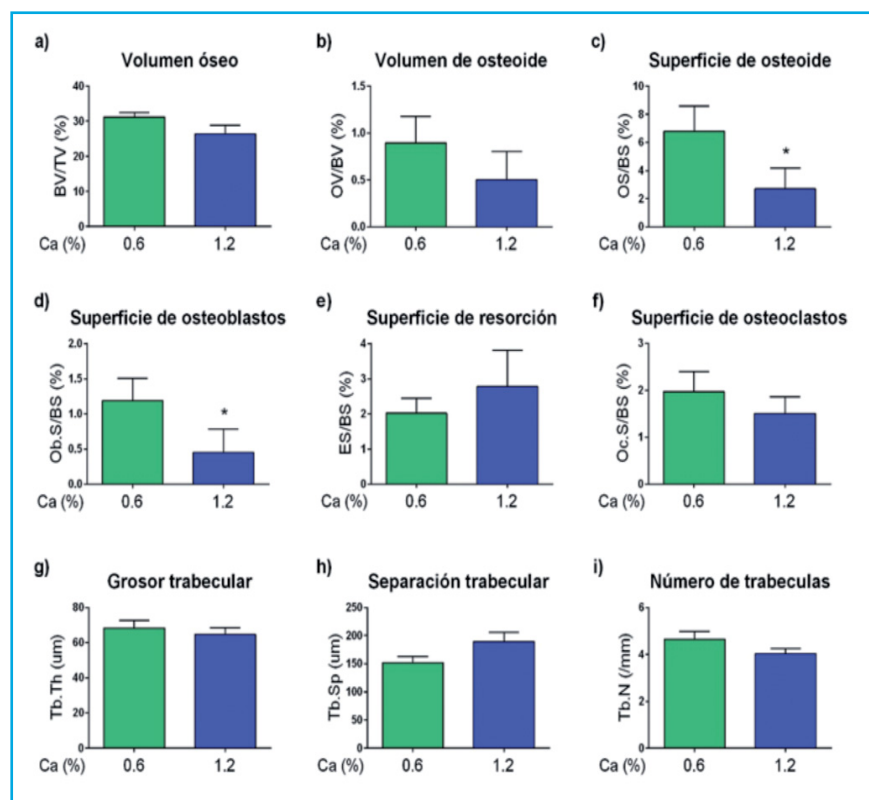 a) Volumen óseo
BV/TV (%)
40
30
20
10
0
Ca (%) 0.6 1.2
b) Volumen de osteoide
OV/BV (%)
1.5
1.0
0.5
0.0
0.6 1.2
c) Superficie de osteoide
OS/BS (%)
10
8
6
4
2
0
*
0.6 1.2
d) Superficie de osteoblastos
Ob.S/BS (%)
2.0
1.5
1.0
0.5
0.0
*
Ca (%) 0.6 1.2
e) Superficie de resorción
ES/BS (%)
4
3
2
1
0
0.6 1.2
f) Superficie de osteoclastos
Oc.S/BS (%)
3
2
1
0
0.6 1.2
g) Grosor trabecular
Tb.Th (um)
80
60
40
20
0
Ca (%) 0.6 1.2
h) Separación trabecular
Tb.Sp (um)
250
200
150
100
50
0
0.6 1.2
i) Número de trabeculas
Tb.N (/mm)
6
4
2
0
0.6 1.2